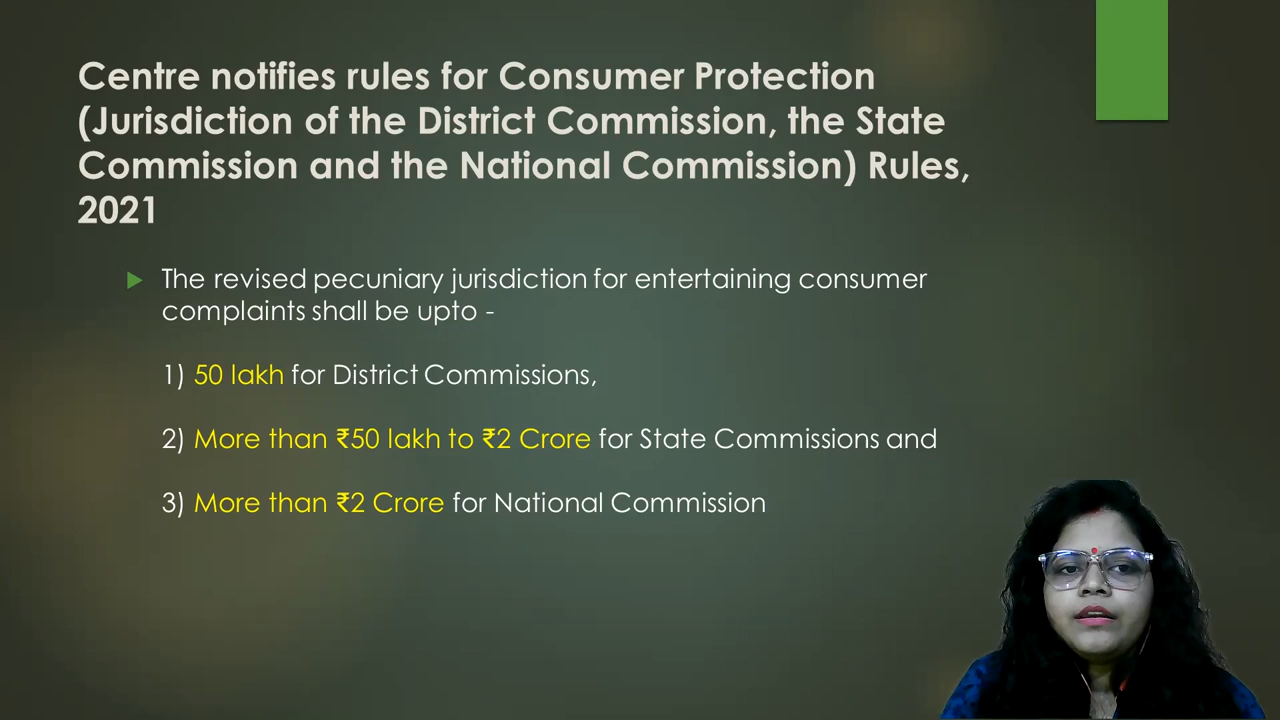 Centre notifies rules for Consumer Protection
(Jurisdiction of the District Commission, the State
Commission and the National Commission) Rules,
2021
The revised pecuniary jurisdiction for entertaining consumer
complaints shall be upto -
1) 50 lakh for District Commissions,
2) More than ₹50 lakh to ₹2 Crore for State Commissions and
3) More than ₹2 Crore for National Commission